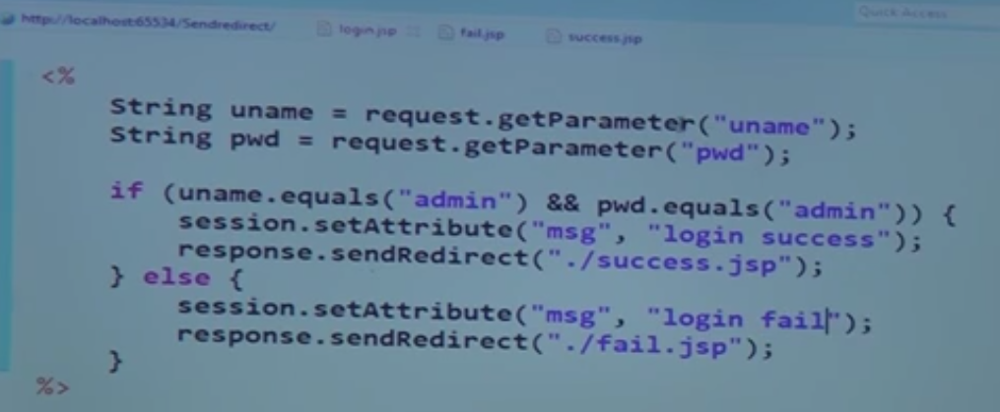 http://localhost:65534/Sendredirect/ login.jsp fail.jsp success.jsp
Quick Access
<%
String uname = request.getParameter("uname");
String pwd = request.getParameter("pwd");
if (uname.equals("admin") && pwd.equals("admin")) {
session.setAttribute("msg", "login success");
response.sendRedirect("./success.jsp");
} else {
session.setAttribute("msg", "login fail");
response.sendRedirect("./fail.jsp");
}
%>